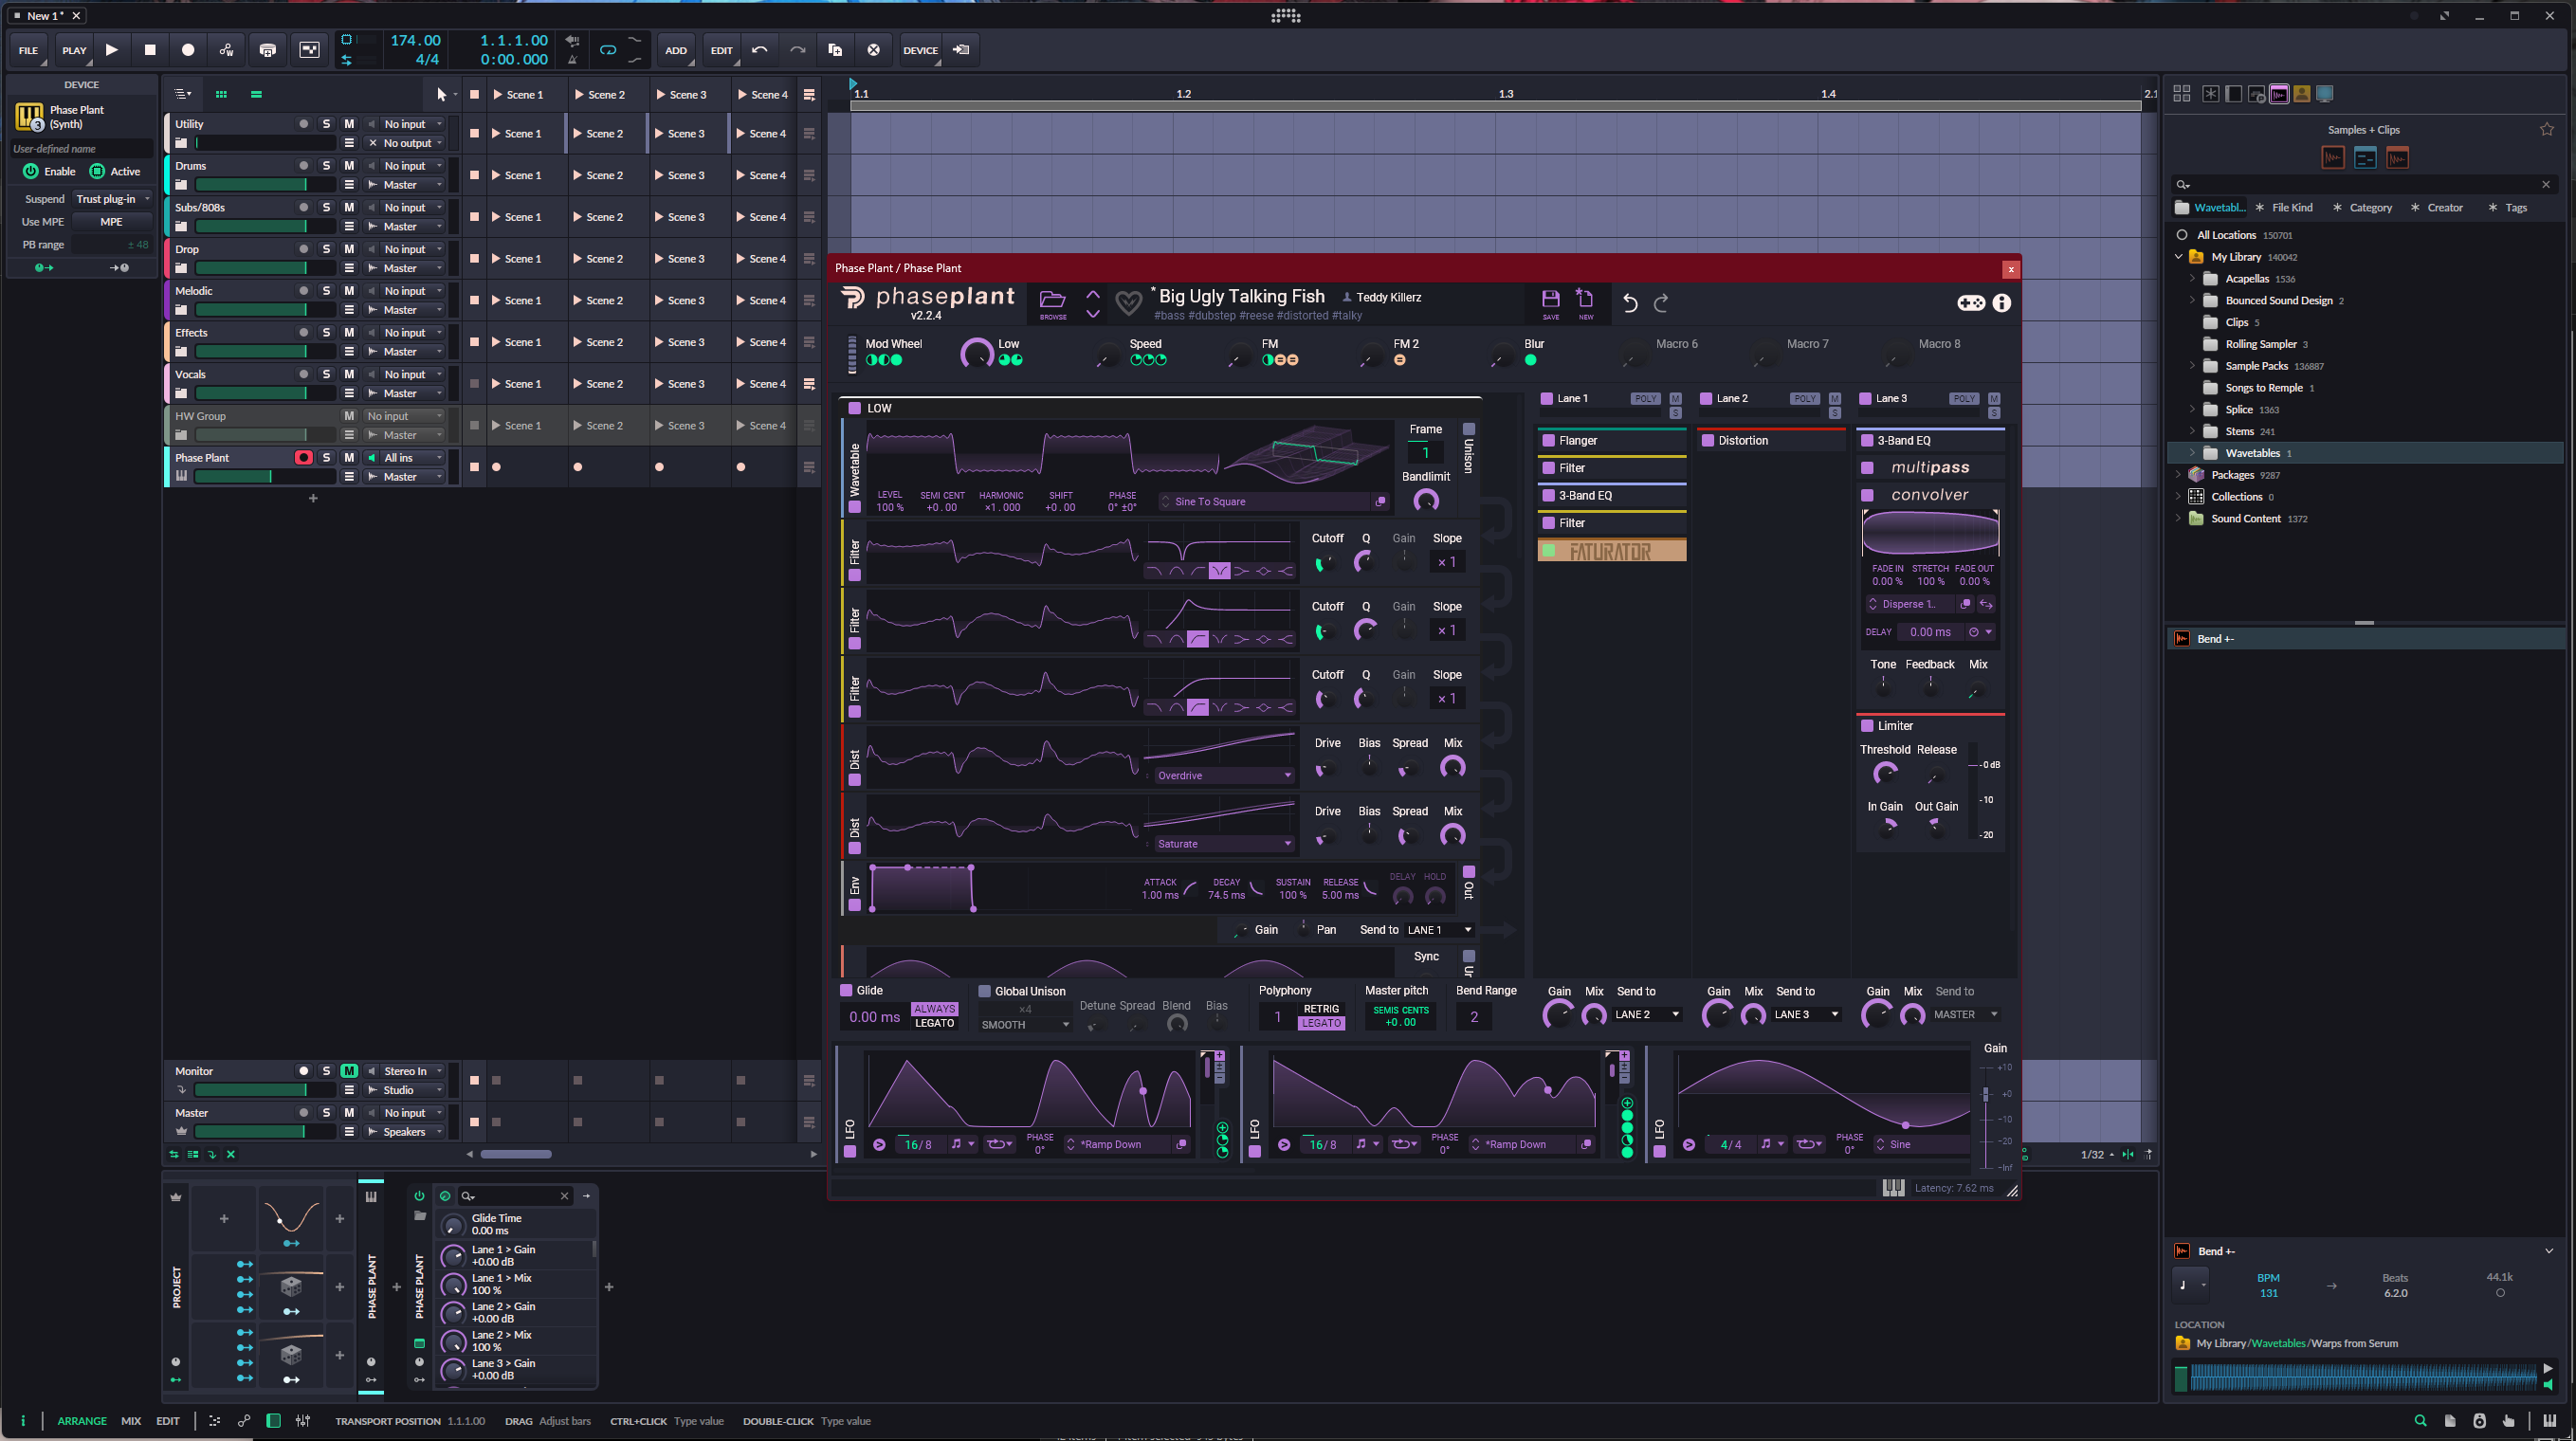 New 1 *
FILE
PLAY
174.00
4/4
1.1.1.00
0:00.000
ADD
EDIT
DEVICE
DEVICE
Phase Plant
(Synth)
User-defined name
Enable
Active
Suspend Trust plug-in
Use MPE MPE
PB range ± 48
Scene 1 Scene 2 Scene 3 Scene 4
Utility S M No input
No output
Scene 1 Scene 2 Scene 3 Scene 4
Drums S M No input
Master
Scene 1 Scene 2 Scene 3 Scene 4
Subs/808s S M No input
Master
Scene 1 Scene 2 Scene 3 Scene 4
Drop S M No input
Master
Scene 1 Scene 2 Scene 3 Scene 4
Melodic S M No input
Master
Scene 1 Scene 2 Scene 3 Scene 4
Effects S M No input
Master
Scene 1 Scene 2 Scene 3 Scene 4
Vocals S M No input
Master
Scene 1 Scene 2 Scene 3 Scene 4
HW Group M No input
Master
Scene 1 Scene 2 Scene 3 Scene 4
Phase Plant S M All ins
Master
1.1 1.2 1.3 1.4 2.1
Phase Plant / Phase Plant
phaseplant
v2.2.4
BROWSE
* Big Ugly Talking Fish Teddy Killerz
#bass #dubstep #reese #distorted #talky
SAVE NEW
Mod Wheel Low Speed FM FM 2 Blur Macro 6 Macro 7 Macro 8
LOW
Wavetable
LEVEL SEMI CENT HARMONIC SHIFT PHASE
100 % +0.00 ×1.000 +0.00 0° ±0°
Sine To Square
Frame
1
Bandlimit
Unison
Filter Cutoff Q Gain Slope
× 1
Filter Cutoff Q Gain Slope
× 1
Filter Cutoff Q Gain Slope
× 1
Dist Drive Bias Spread Mix
Overdrive
Dist Drive Bias Spread Mix
Saturate
Env
ATTACK DECAY SUSTAIN RELEASE DELAY HOLD
1.00 ms 74.5 ms 100 % 5.00 ms
Out
Gain Pan Send to LANE 1
Sync
Lane 1 POLY M S
Flanger
Filter
3-Band EQ
Filter
FATURATOR
Lane 2 POLY M S
Distortion
Lane 3 POLY M S
3-Band EQ
multipass
convolver
FADE IN STRETCH FADE OUT
0.00 % 100 % 0.00 %
Disperse 1..
DELAY 0.00 ms
Tone Feedback Mix
Limiter
Threshold Release
In Gain Out Gain
-0 dB
-10
-20
Glide
0.00 ms ALWAYS
LEGATO
Global Unison
×4
SMOOTH
Detune Spread Blend Bias
Polyphony
1 RETRIG
LEGATO
Master pitch
SEMIS CENTS
+0.00
Bend Range
2
Gain Mix Send to
LANE 2
Gain Mix Send to
LANE 3
Gain Mix Send to
MASTER
LFO 16/8 PHASE 0° *Ramp Down
LFO 16/8 PHASE 0° *Ramp Down
LFO 4/4 PHASE 0° Sine
Gain
+10
+0
-10
-20
-Inf
Latency: 7.62 ms
Monitor S M Stereo In
Studio
Master S M No input
Speakers
1/32
PROJECT
PHASE PLANT
PHASE PLANT
Glide Time
0.00 ms
Lane 1 > Gain
+0.00 dB
Lane 1 > Mix
100 %
Lane 2 > Gain
+0.00 dB
Lane 2 > Mix
100 %
Lane 3 > Gain
+0.00 dB
Samples + Clips
Wavetabl... File Kind Category Creator Tags
All Locations 150701
My Library 140042
Acapellas 1536
Bounced Sound Design 2
Clips 5
Rolling Sampler 3
Sample Packs 136887
Songs to Remple 1
Splice 1363
Stems 241
Wavetables 1
Packages 9287
Collections 0
Sound Content 1372
Bend +-
Bend +-
BPM Beats 44.1k
131 6.2.0
LOCATION
My Library/Wavetables/Warps from Serum
ARRANGE MIX EDIT
TRANSPORT POSITION 1.1.1.00 DRAG Adjust bars CTRL+CLICK Type value DOUBLE-CLICK Type value